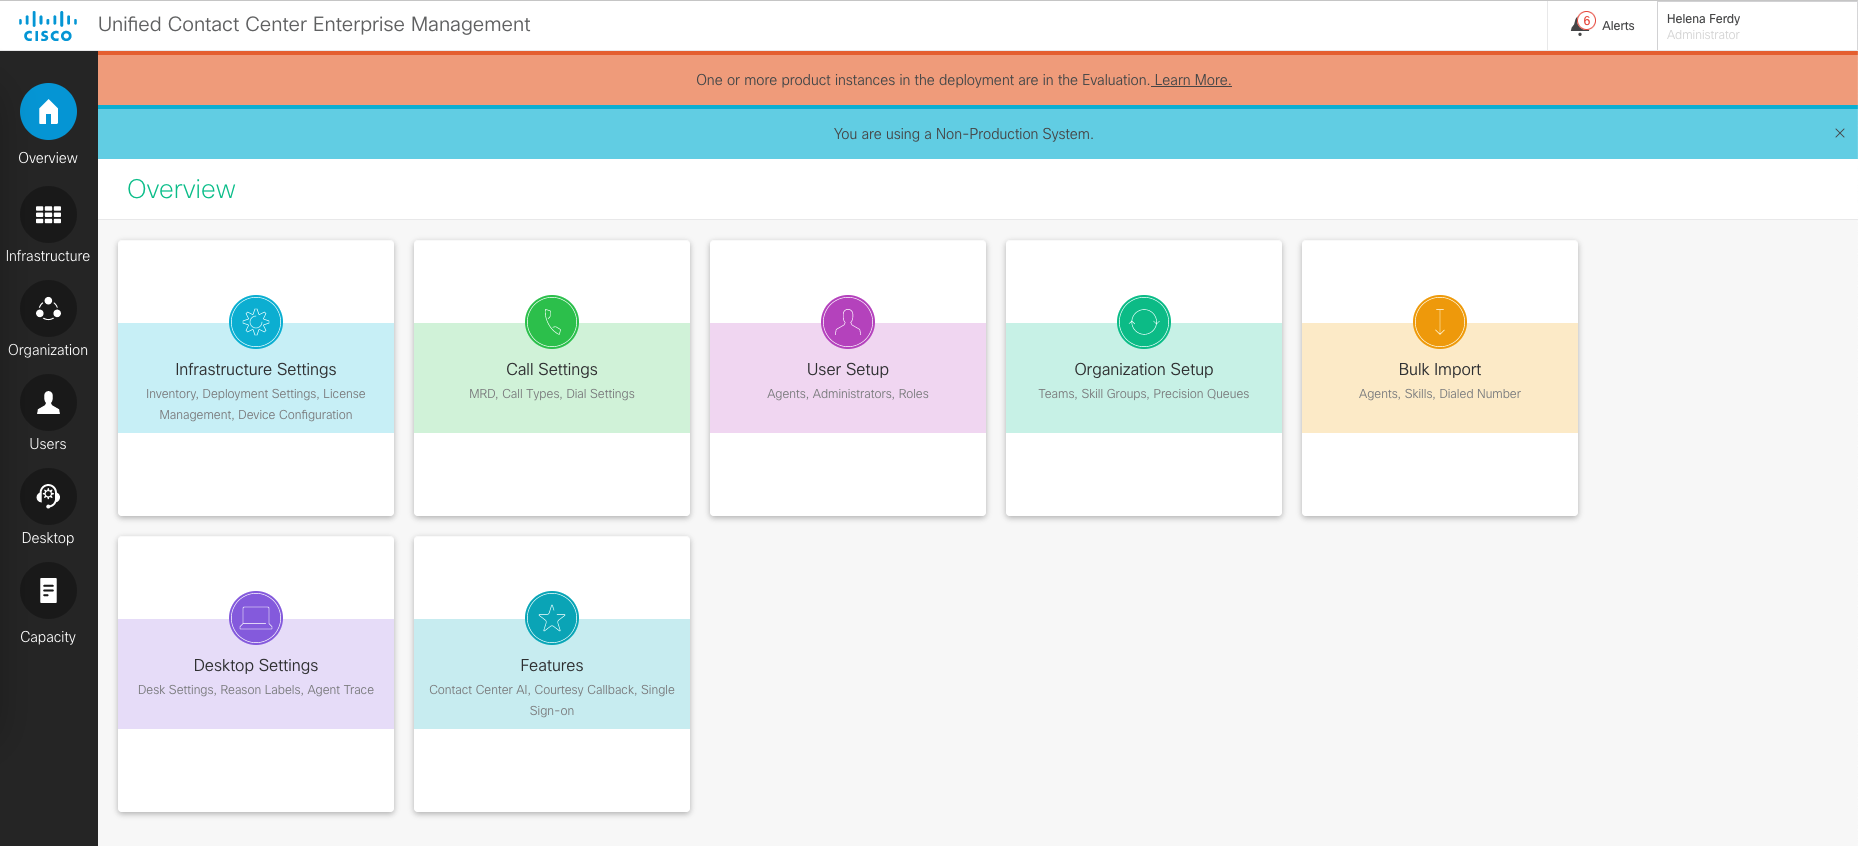 CISCO
Unified Contact Center Enterprise Management
6
Alerts
Helena Ferdy
Administrator
One or more product instances in the deployment are in the Evaluation. Learn More.
You are using a Non-Production System.
Overview
Infrastructure
Organization
Users
Desktop
Capacity
Overview
Infrastructure Settings
Inventory, Deployment Settings, License
Management, Device Configuration
Call Settings
MRD, Call Types, Dial Settings
User Setup
Agents, Administrators, Roles
Organization Setup
Teams, Skill Groups, Precision Queues
Bulk Import
Agents, Skills, Dialed Number
Desktop Settings
Desk Settings, Reason Labels, Agent Trace
Features
Contact Center AI, Courtesy Callback, Single
Sign-on